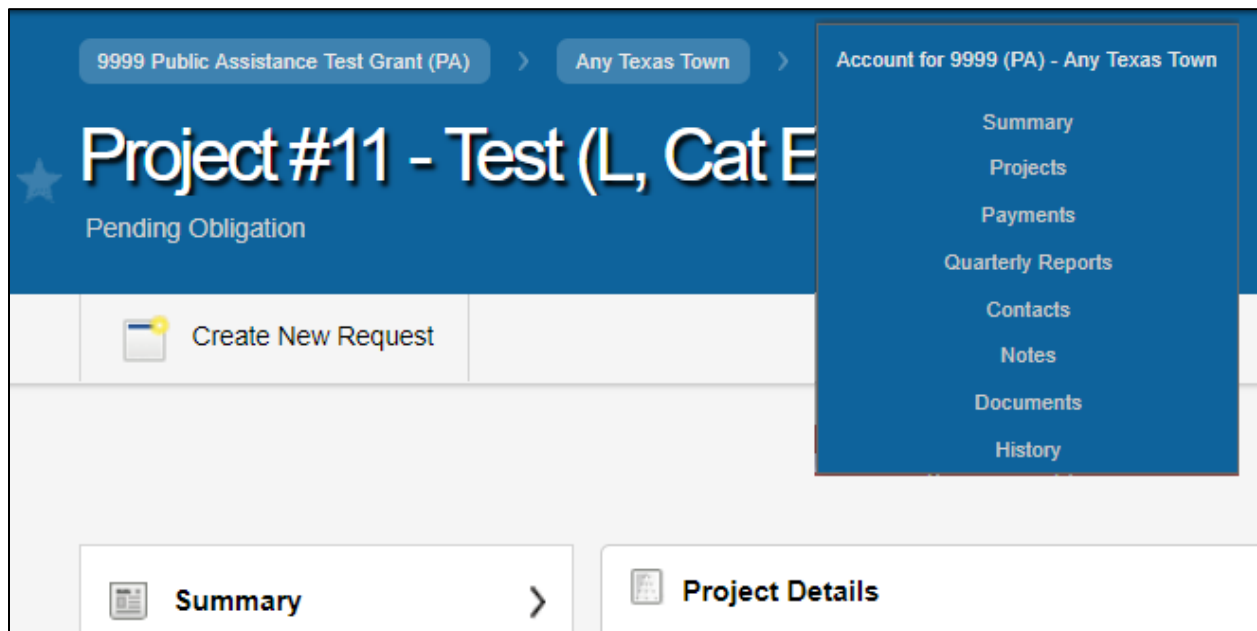 9999 Public Assistance Test Grant (PA) > Any Texas Town > Account for 9999 (PA) - Any Texas Town
Project #11 - Test (L, Cat E
Pending Obligation
Summary
Projects
Payments
Quarterly Reports
Contacts
Notes
Documents
History
Create New Request
Summary
Project Details